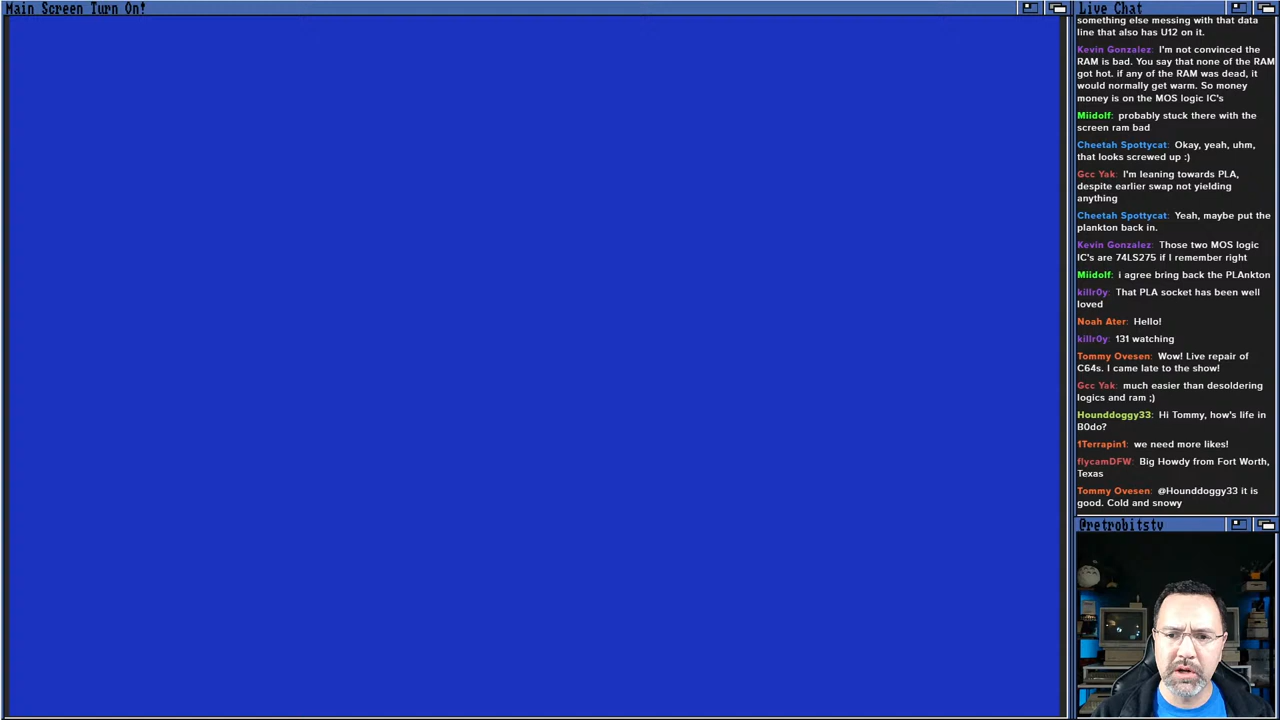 Main Screen Turn On!
Live Chat
something else messing with that data
line that also has U12 on it.
Kevin Gonzalez: I'm not convinced the
RAM is bad. You say that none of the RAM
got hot. if any of the RAM was dead, it
would normally get warm. So money
money is on the MOS logic IC's
Miidolf: probably stuck there with the
screen ram bad
Cheetah Spottycat: Okay, yeah, uhm,
that looks screwed up :)
Gcc Yak: I'm leaning towards PLA,
despite earlier swap not yielding
anything
Cheetah Spottycat: Yeah, maybe put the
plankton back in.
Kevin Gonzalez: Those two MOS logic
IC's are 74LS275 if I remember right
Miidolf: i agree bring back the PLAnkton
killr0y: That PLA socket has been well
loved
Noah Ater: Hello!
killr0y: 131 watching
Tommy Ovesen: Wow! Live repair of
C64s. I came late to the show!
Gcc Yak: much easier than desoldering
logics and ram ;)
Hounddoggy33: Hi Tommy, how's life in
B0do?
1Terrapin1: we need more likes!
flycamDFW: Big Howdy from Fort Worth,
Texas
Tommy Ovesen: @Hounddoggy33 it is
good. Cold and snowy
@retrobitstv